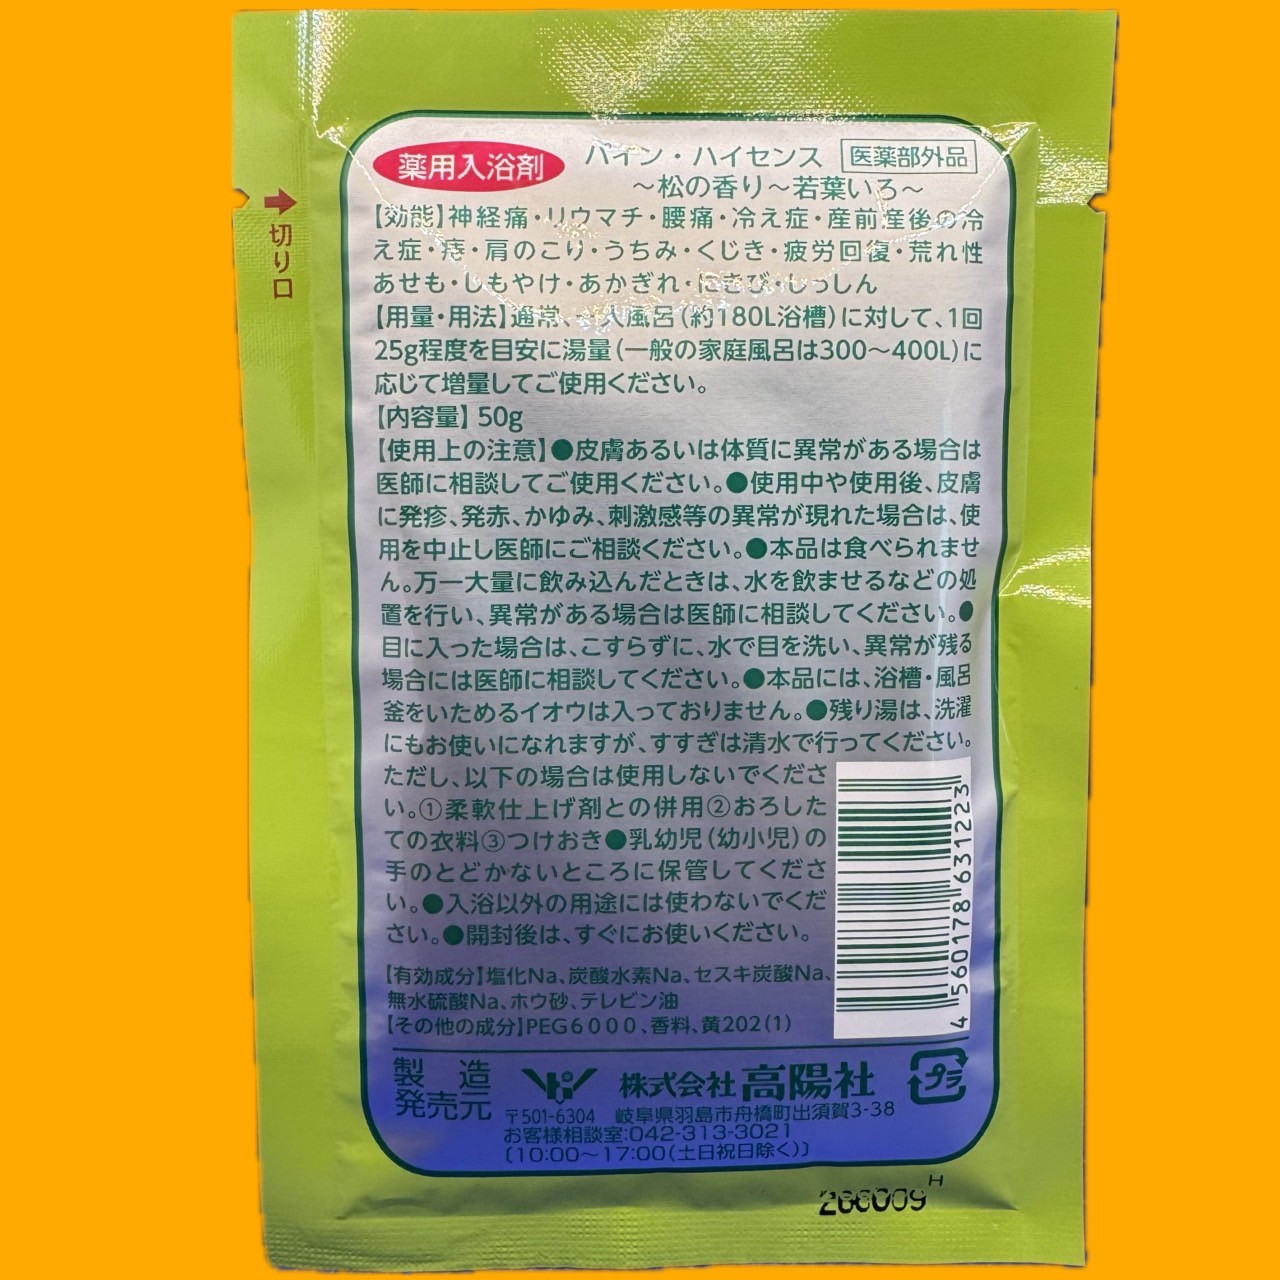 切り口
薬用入浴剤 パイン・ハイセンス 医薬部外品
〜松の香り〜若葉いろ〜
【効能】神経痛・リウマチ・腰痛・冷え症・産前産後の冷
え症・痔・肩のこり・うちみ・くじき・疲労回復・荒れ性
あせも・しもやけ・あかぎれ・にきび・しっしん
【用量・用法】通常、一人風呂(約180L浴槽)に対して、1回
25g程度を目安に湯量(一般の家庭風呂は300〜400L)に
応じて増量してご使用ください。
【内容量】50g
【使用上の注意】●皮膚あるいは体質に異常がある場合は
医師に相談してご使用ください。●使用中や使用後、皮膚
に発疹、発赤、かゆみ、刺激感等の異常が現れた場合は、使
用を中止し医師にご相談ください。●本品は食べられませ
ん。万一大量に飲み込んだときは、水を飲ませるなどの処
置を行い、異常がある場合は医師に相談してください。●
目に入った場合は、こすらずに、水で目を洗い、異常が残る
場合には医師に相談してください。●本品には、浴槽・風呂
釜をいためるイオウは入っておりません。●残り湯は、洗濯
にもお使いになれますが、すすぎは清水で行ってください。
ただし、以下の場合は使用しないでくださ
い。①柔軟仕上げ剤との併用②おろした
ての衣料③つけおき●乳幼児(幼小児)の
手のとどかないところに保管してくださ
い。●入浴以外の用途には使わないでくだ
さい。●開封後は、すぐにお使いください。
4 560178 631223
【有効成分】塩化Na、炭酸水素Na、セスキ炭酸Na、
無水硫酸Na、ホウ砂、テレビン油
【その他の成分】PEG6000、香料、黄202(1)
製造
発売元
株式会社 高陽社
プラ
〒501-6304 岐阜県羽島市舟橋町出須賀3-38
お客様相談室:042-313-3021
〔10:00〜17:00(土日祝日除く)〕
H